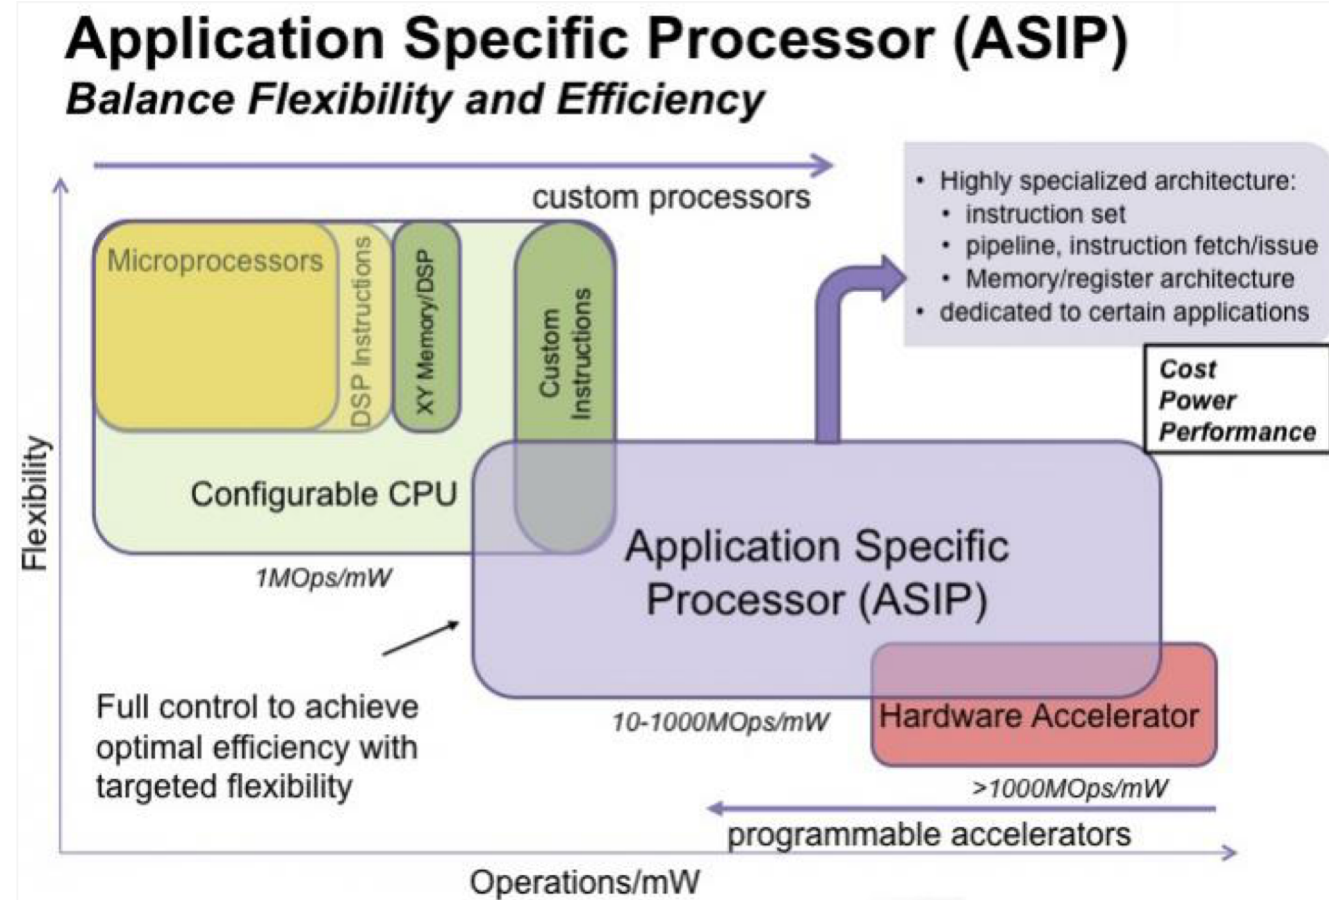 Application Specific Processor (ASIP)
Balance Flexibility and Efficiency
custom processors
• Highly specialized architecture:
• instruction set
• pipeline, instruction fetch/issue
• Memory/register architecture
• dedicated to certain applications
Cost
Power
Performance
Microprocessors
DSP Instructions
XY Memory/DSP
Custom
Instructions
Configurable CPU
1MOps/mW
Flexibility
Application Specific
Processor (ASIP)
Full control to achieve
optimal efficiency with
targeted flexibility
10-1000MOps/mW
Hardware Accelerator
>1000MOps/mW
programmable accelerators
Operations/mW